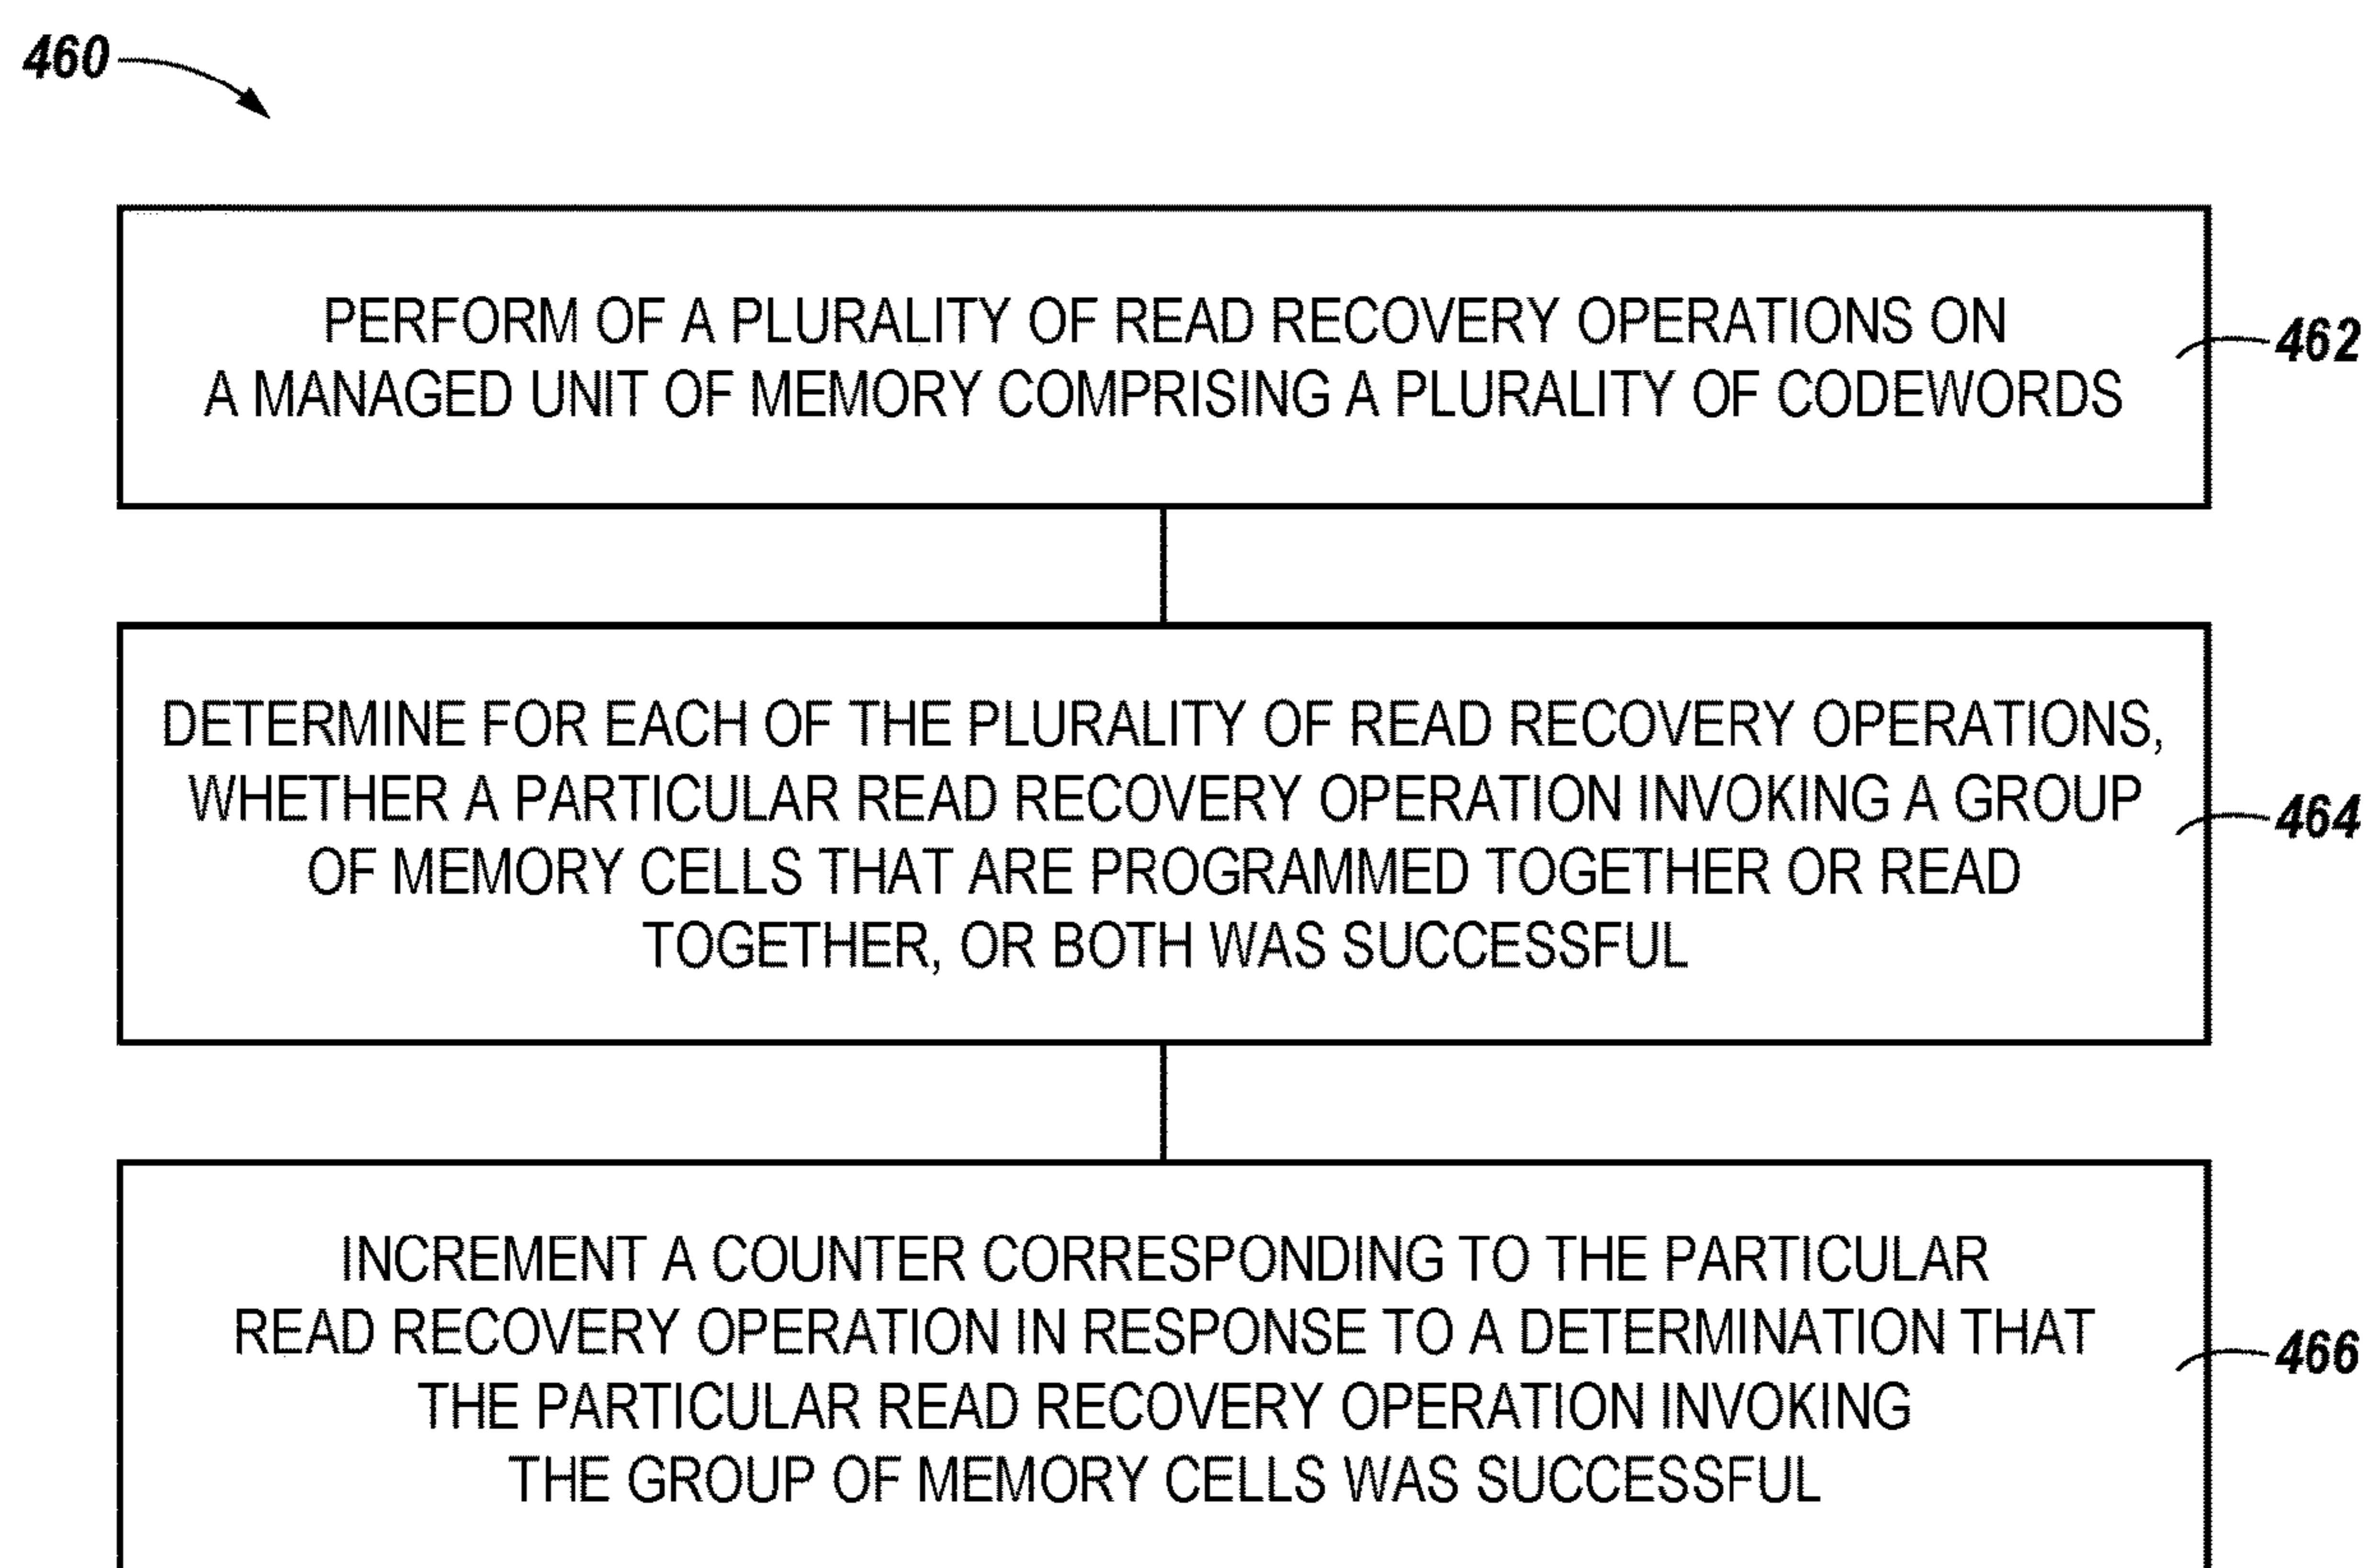 460
PERFORM OF A PLURALITY OF READ RECOVERY OPERATIONS ON
A MANAGED UNIT OF MEMORY COMPRISING A PLURALITY OF CODEWORDS
462
DETERMINE FOR EACH OF THE PLURALITY OF READ RECOVERY OPERATIONS,
WHETHER A PARTICULAR READ RECOVERY OPERATION INVOKING A GROUP
OF MEMORY CELLS THAT ARE PROGRAMMED TOGETHER OR READ
TOGETHER, OR BOTH WAS SUCCESSFUL
464
INCREMENT A COUNTER CORRESPONDING TO THE PARTICULAR
READ RECOVERY OPERATION IN RESPONSE TO A DETERMINATION THAT
THE PARTICULAR READ RECOVERY OPERATION INVOKING
THE GROUP OF MEMORY CELLS WAS SUCCESSFUL
466